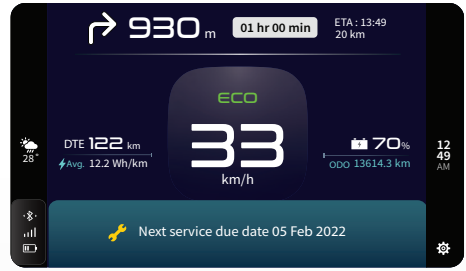 930 m
01 hr 00 min
ETA : 13:49
20 km
ECO
33
km/h
DTE 122 km
Avg. 12.2 Wh/km
70%
ODO 13614.3 km
28°
12
49
AM
Next service due date 05 Feb 2022